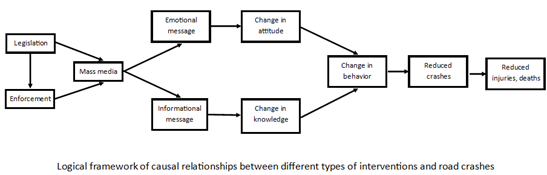 Legislation
Enforcement
Mass media
Emotional
message
Informational
message
Change in
attitude
Change in
knowledge
Change in
behavior
Reduced
crashes
Reduced
injuries, deaths
Logical framework of causal relationships between different types of interventions and road crashes